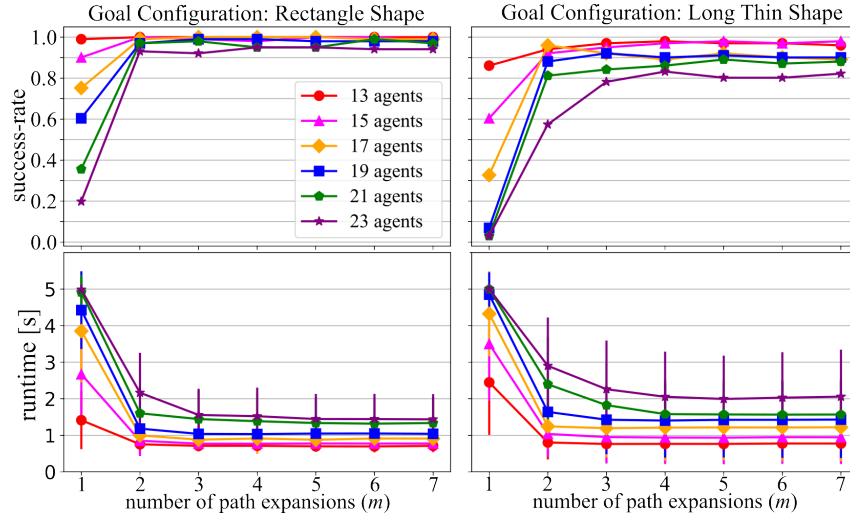 Goal Configuration: Rectangle Shape
Goal Configuration: Long Thin Shape
success-rate
1.0
0.8
0.6
0.4
0.2
0.0
13 agents
15 agents
17 agents
19 agents
21 agents
23 agents
runtime [s]
5
4
3
2
1
0
1 2 3 4 5 6 7
number of path expansions (m)
1 2 3 4 5 6 7
number of path expansions (m)